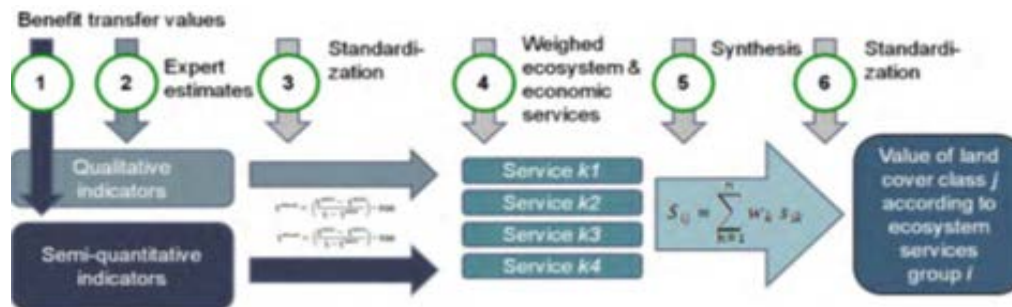 Benefit transfer values
1
2
Expert
estimates
3
Standardi-
zation
4
Weighed
ecosystem &
economic
services
5
Synthesis
6
Standardi-
zation
Qualitative
indicators
Semi-quantitative
indicators
Service k1
Service k2
Service k3
Service k4
Value of land
cover class j
according to
ecosystem
services
group i